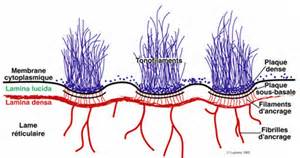 Tonofilaments
Membrane
cytoplasmique
Lamina lucida
Lamina densa
Lame
réticulaire
Plaque
dense
Plaque
sous-basale
Filaments
d'ancrage
Fibrilles
d'ancrage